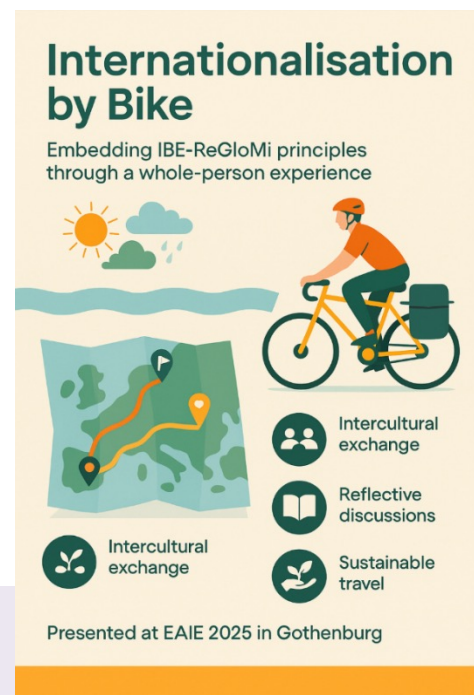 Internationalisation
by Bike
Embedding IBE-ReGloMi principles
through a whole-person experience
Intercultural
exchange
Reflective
discussions
Sustainable
travel
Intercultural
exchange
Presented at EAIE 2025 in Gothenburg